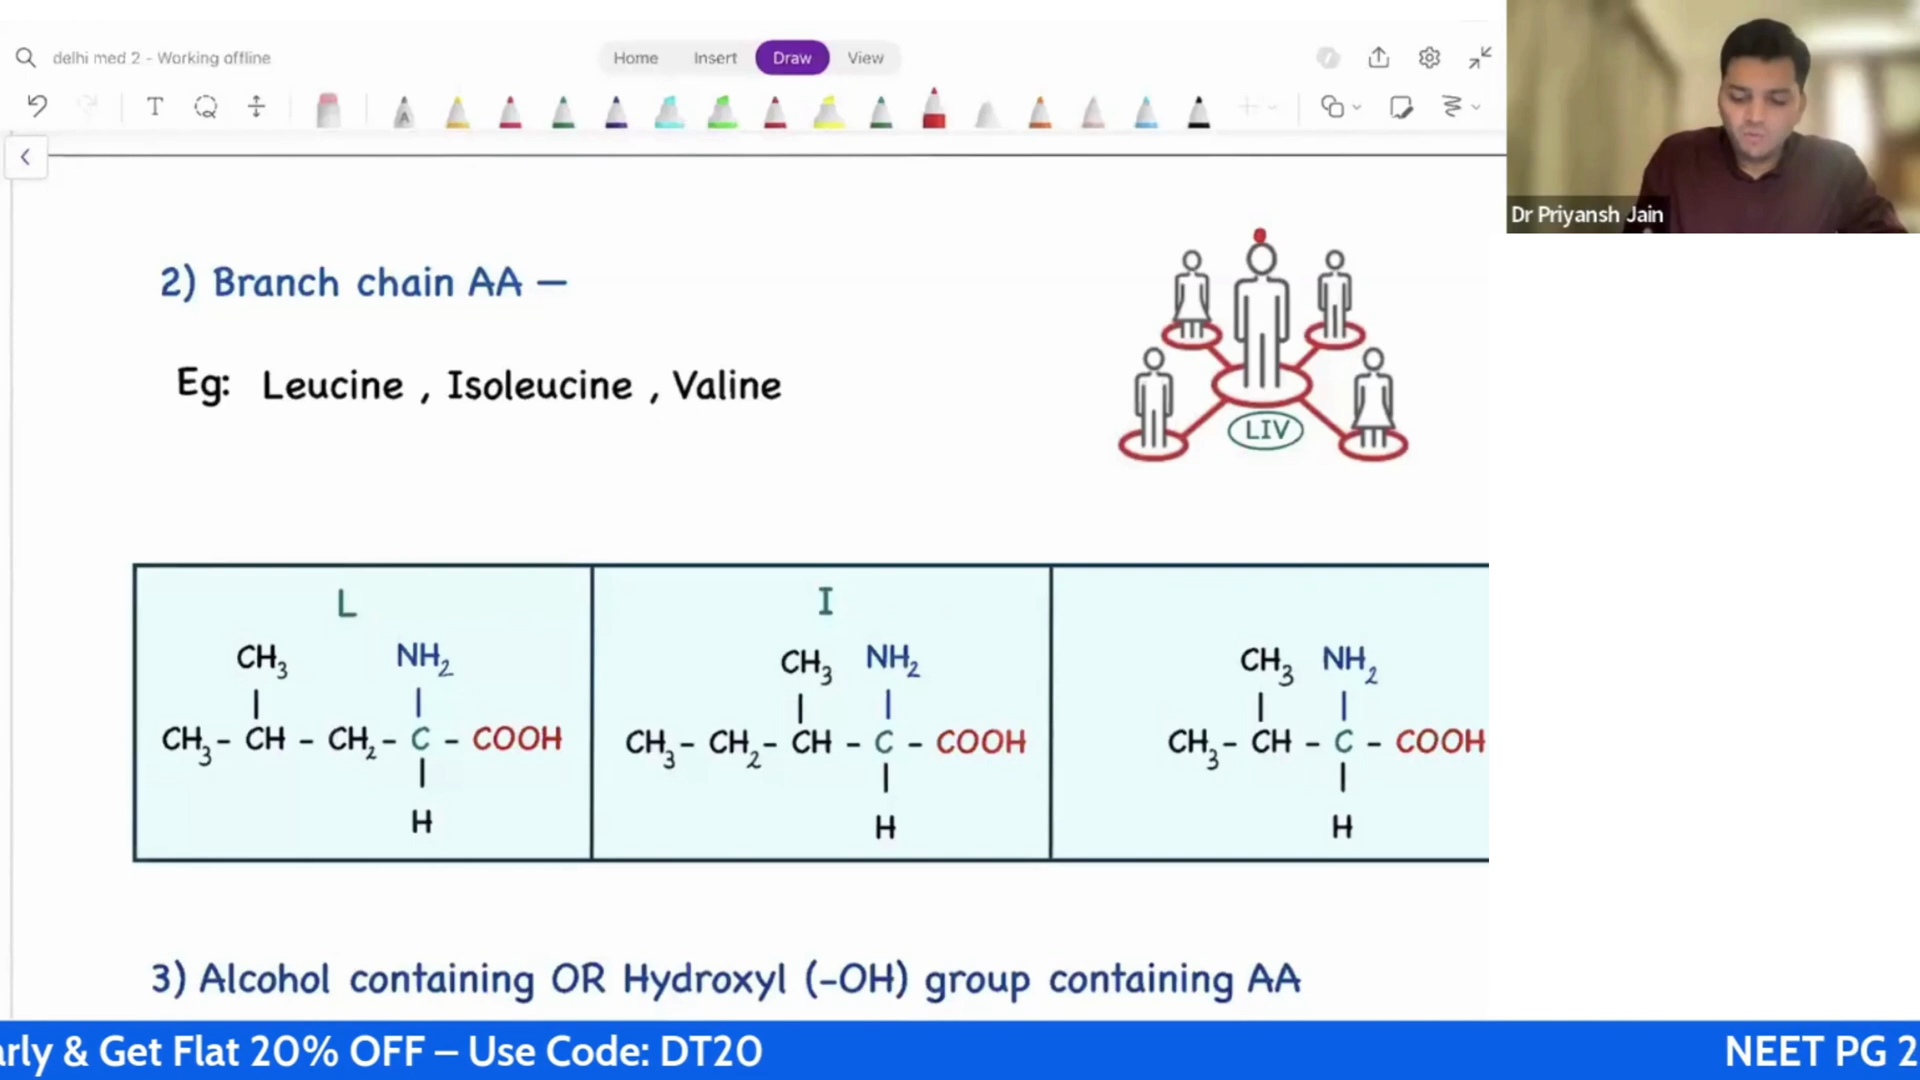 delhi med 2 - Working offline
Home Insert Draw View
T
A
Dr Priyansh Jain
2) Branch chain AA –
Eg: Leucine , Isoleucine , Valine
LIV
L
CH3 NH2
CH3 - CH - CH2 - C - COOH
H
I
CH3 NH2
CH3 - CH2 - CH - C - COOH
H
CH3 NH2
CH3 - CH - C - COOH
H
3) Alcohol containing OR Hydroxyl (-OH) group containing AA
arly & Get Flat 20% OFF – Use Code: DT20
NEET PG 2